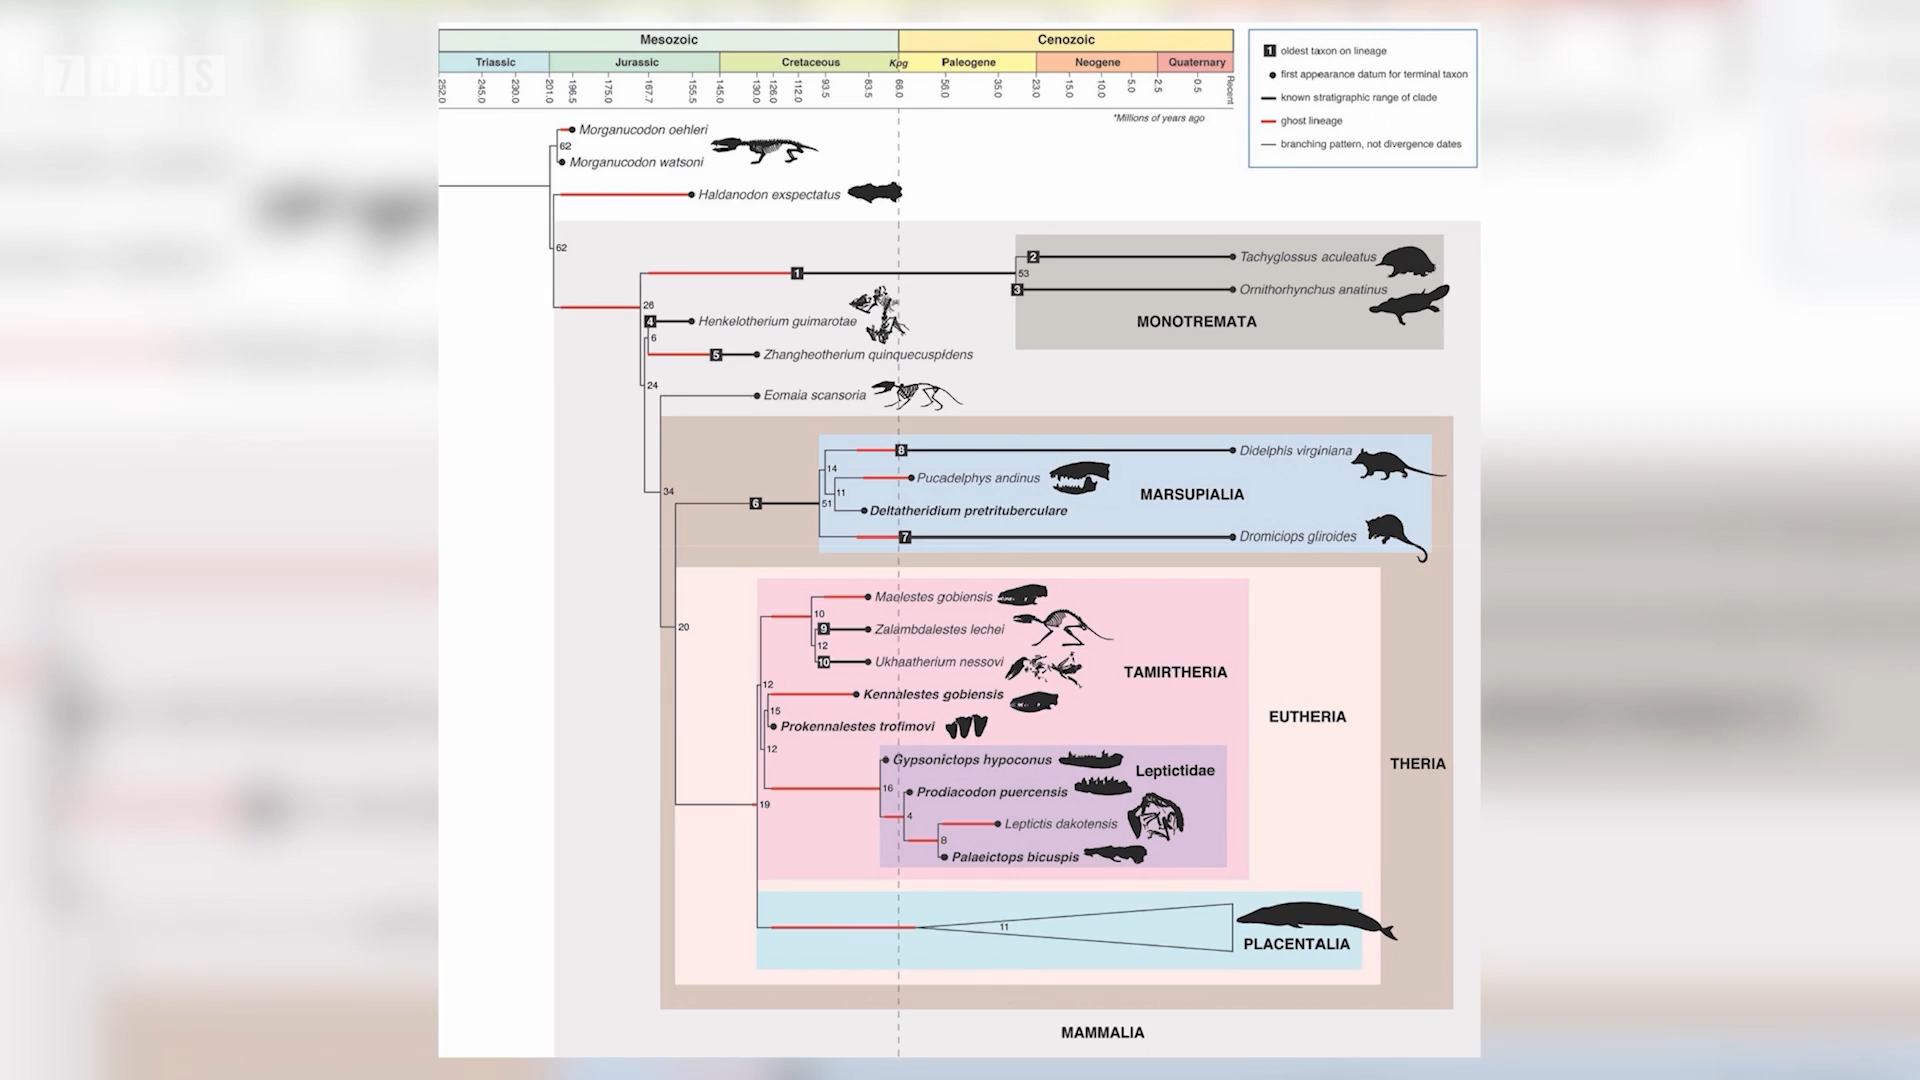 7DOS
Mesozoic
Cenozoic
Triassic
Jurassic
Cretaceous
Kpg
Paleogene
Neogene
Quaternary
252.0
245.0
230.0
201.0
196.5
175.0
167.7
155.5
145.0
130.0
126.0
112.0
93.5
83.5
66.0
56.0
35.0
23.0
15.0
10.0
5.0
2.5
0.5
Recent
*Millions of years ago
1 oldest taxon on lineage
first appearance datum for terminal taxon
known stratigraphic range of clade
ghost lineage
branching pattern, not divergence dates
Morganucodon oehleri
62
Morganucodon watsoni
Haldanodon exspectatus
62
2 Tachyglossus aculeatus
1
53
3 Ornithorhynchus anatinus
MONOTREMATA
26
4 Henkelotherium guimarotae
6
5 Zhangheotherium quinquecuspidens
24
Eomaia scansoria
8 Didelphis virginiana
14
Pucadelphys andinus
11
34
MARSUPIALIA
6
51
Deltatheridium pretrituberculare
7 Dromiciops gliroides
Maelestes gobiensis
10
9 Zalambdalestes lechei
20
12
10 Ukhaatherium nessovi
TAMIRTHERIA
12
Kennalestes gobiensis
15
EUTHERIA
Prokennalestes trofimovi
12
Gypsonictops hypoconus
Leptictidae
THERIA
16
Prodiacodon puercensis
19
4
Leptictis dakotensis
8
Palaeictops bicuspis
11
PLACENTALIA
MAMMALIA